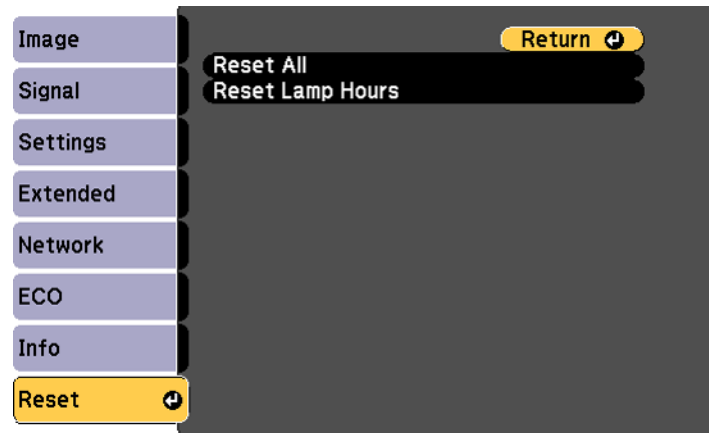 Image
Signal
Settings
Extended
Network
ECO
Info
Reset
Return
Reset All
Reset Lamp Hours